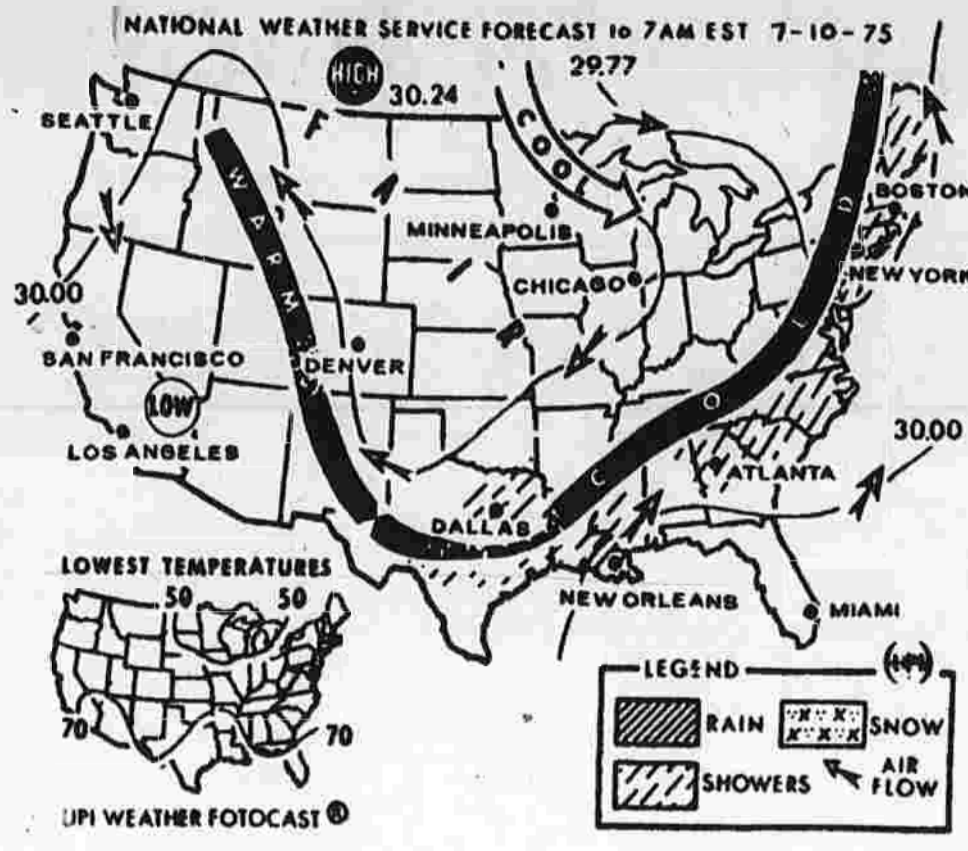 NATIONAL WEATHER SERVICE FORECAST to 7AM EST 7-10-75
HIGH
30.24
29.77
SEATTLE
COOL
WARM
MINNEAPOLIS
BOSTON
NEW YORK
CHICAGO
30.00
SAN FRANCISCO
DENVER
LOW
LOS ANGELES
COLD
ATLANTA
30.00
DALLAS
NEW ORLEANS
MIAMI
LOWEST TEMPERATURES
50
50
70
70
UPI WEATHER FOTOCAST ®
LEGEND
RAIN
SNOW
SHOWERS
AIR
FLOW